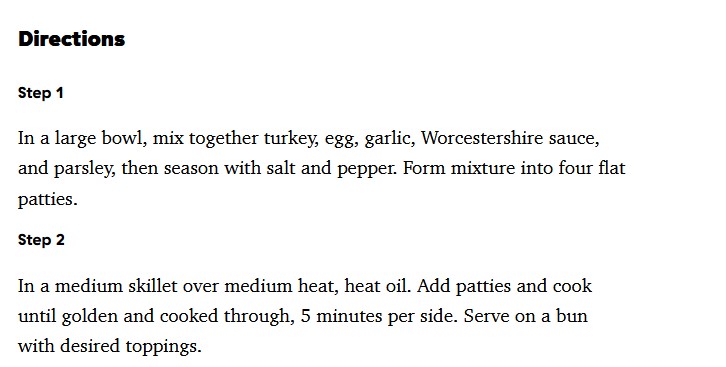 Directions
Step 1
In a large bowl, mix together turkey, egg, garlic, Worcestershire sauce,
and parsley, then season with salt and pepper. Form mixture into four flat
patties.
Step 2
In a medium skillet over medium heat, heat oil. Add patties and cook
until golden and cooked through, 5 minutes per side. Serve on a bun
with desired toppings.